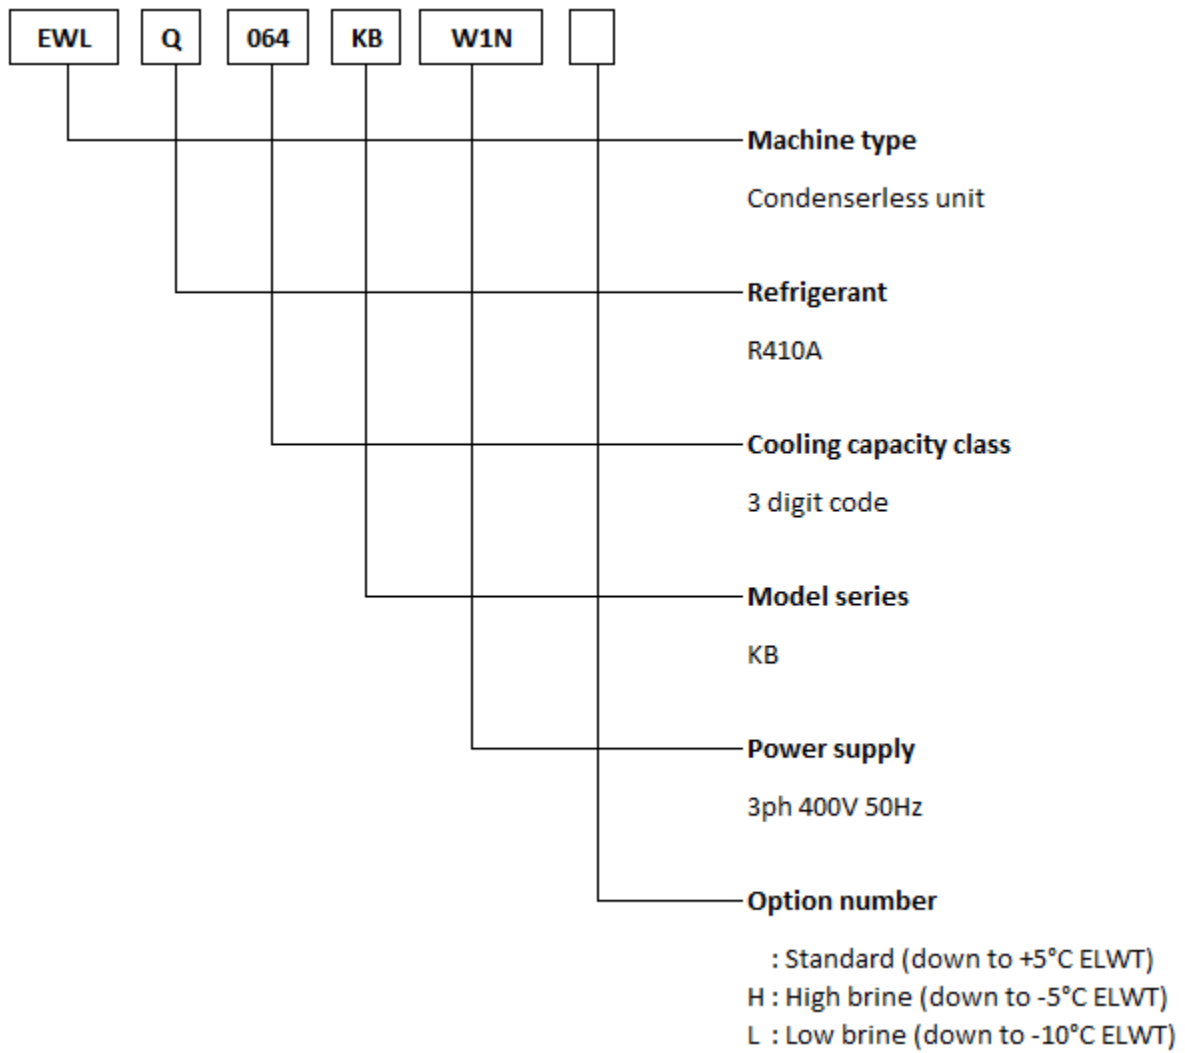 EWL Q 064 KB W1N
Machine type
Condenserless unit
Refrigerant
R410A
Cooling capacity class
3 digit code
Model series
KB
Power supply
3ph 400V 50Hz
Option number
: Standard (down to +5°C ELWT)
H : High brine (down to -5°C ELWT)
L : Low brine (down to -10°C ELWT)